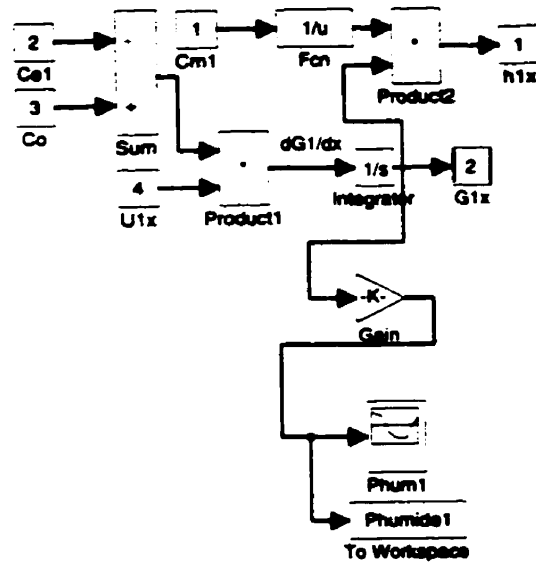 2
Ce1
3
Co
Sum
1
Cm1
1/u
Fcn
Product2
1
h1x
4
U1x
Product1
dG1/dx
1/s
Integrator
2
G1x
-K-
Gain
Phum1
Phumide1
To Workspace